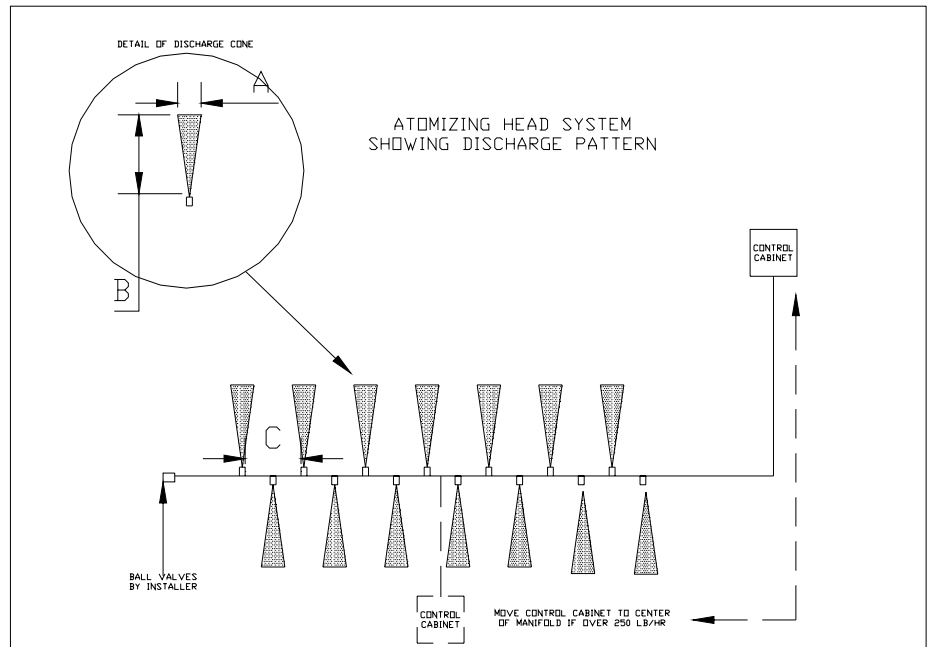 DETAIL OF DISCHARGE CONE
A
ATOMIZING HEAD SYSTEM
SHOWING DISCHARGE PATTERN
CONTROL
CABINET
B
C
BALL VALVES
BY INSTALLER
CONTROL
CABINET
MOVE CONTROL CABINET TO CENTER
OF MANIFOLD IF OVER 250 LB/HR